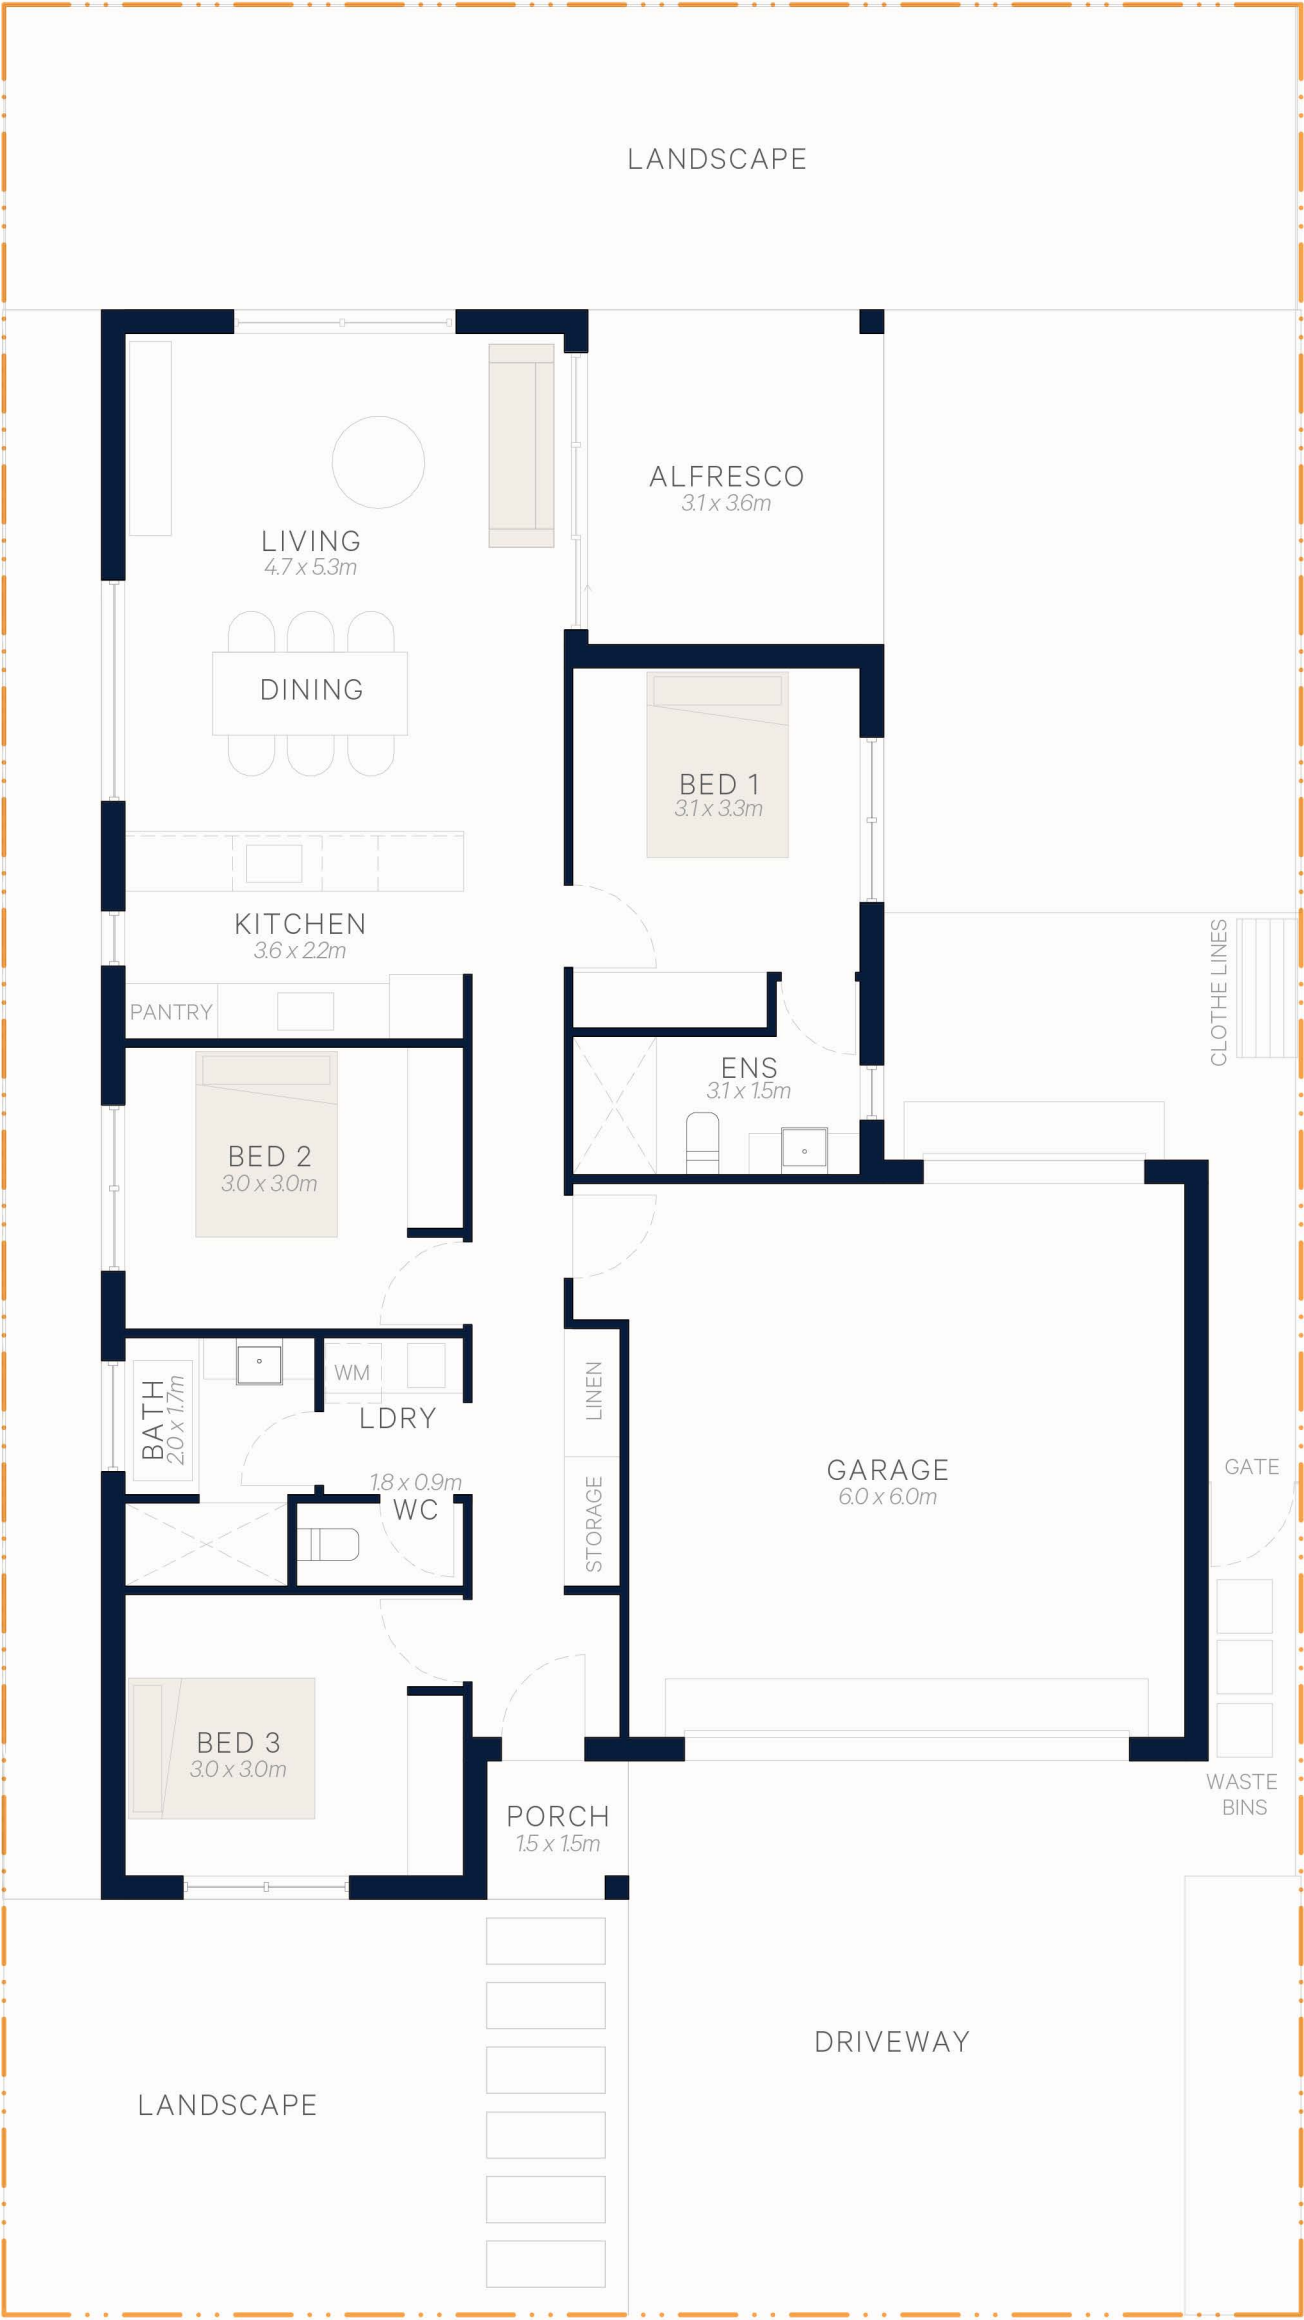 LANDSCAPE
ALFRESCO
3.1 x 3.6m
LIVING
4.7 x 5.3m
DINING
BED 1
3.1 x 3.3m
KITCHEN
3.6 x 2.2m
PANTRY
CLOTHE LINES
ENS
3.1 x 1.5m
BED 2
3.0 x 3.0m
WM
LDRY
BATH
2.0 x 1.7m
LINEN
STORAGE
1.8 x 0.9m
WC
GARAGE
6.0 x 6.0m
GATE
BED 3
3.0 x 3.0m
PORCH
1.5 x 1.5m
WASTE
BINS
DRIVEWAY
LANDSCAPE